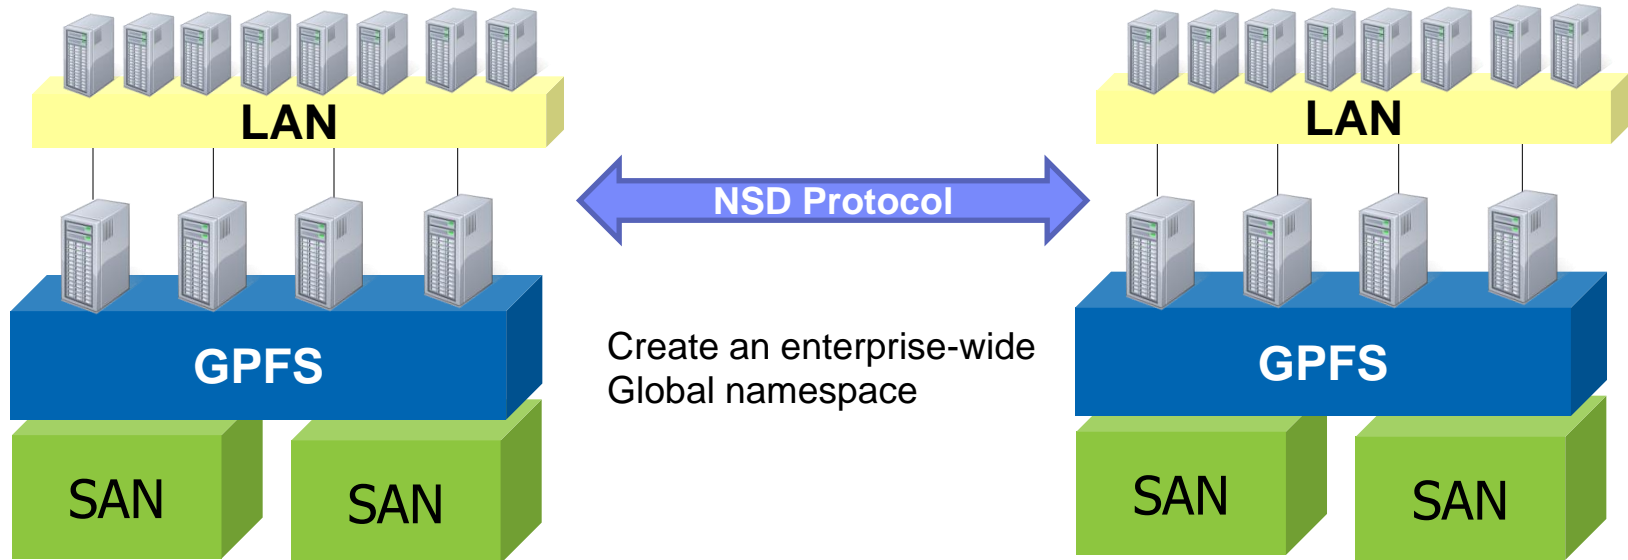 LAN
LAN
NSD Protocol
Create an enterprise-wide
Global namespace
GPFS
GPFS
SAN
SAN
SAN
SAN